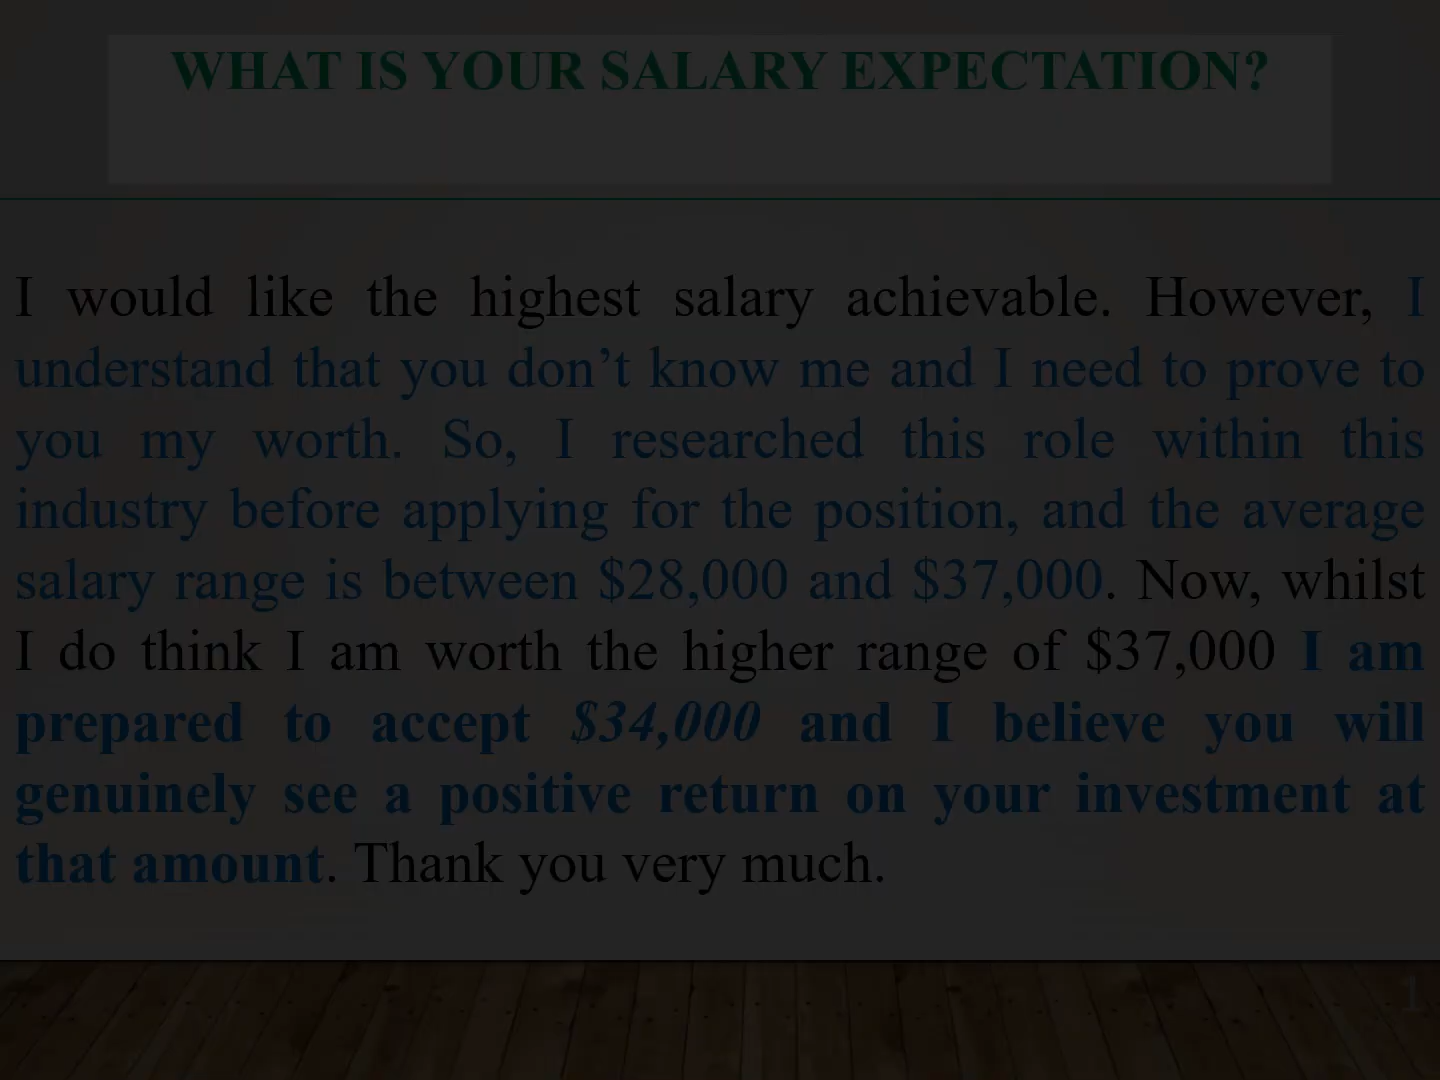 WHAT IS YOUR SALARY EXPECTATION?
I would like the highest salary achievable. However, I
understand that you don’t know me and I need to prove to
you my worth. So, I researched this role within this
industry before applying for the position, and the average
salary range is between $28,000 and $37,000. Now, whilst
I do think I am worth the higher range of $37,000 I am
prepared to accept $34,000 and I believe you will
genuinely see a positive return on your investment at
that amount. Thank you very much.
1